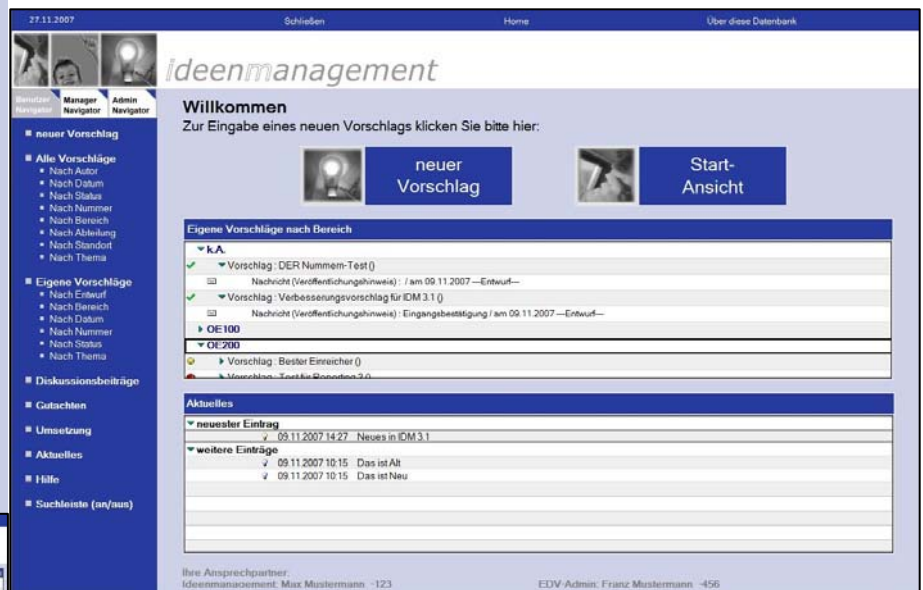 27.11.2007 Schließen Home Über diese Datenbank
ideenmanagement
Benutzer Navigator
Manager Navigator
Admin Navigator
neuer Vorschlag
Alle Vorschläge
Nach Autor
Nach Datum
Nach Status
Nach Nummer
Nach Bereich
Nach Abteilung
Nach Standort
Nach Thema
Eigene Vorschläge
Nach Entwurf
Nach Bereich
Nach Datum
Nach Nummer
Nach Status
Nach Thema
Diskussionsbeiträge
Gutachten
Umsetzung
Aktuelles
Hilfe
Suchleiste (an/aus)
Willkommen
Zur Eingabe eines neuen Vorschlags klicken Sie bitte hier:
neuer
Vorschlag
Start-
Ansicht
Eigene Vorschläge nach Bereich
k.A.
Vorschlag : DER Nummern-Test ()
Nachricht (Veröffentlichungshinweis) : / am 09.11.2007 ---Entwurf---
Vorschlag : Verbesserungsvorschlag für IDM 3.1 ()
Nachricht (Veröffentlichungshinweis) : Eingangsbestätigung / am 09.11.2007 ---Entwurf---
OE100
OE200
Vorschlag : Bester Einreicher ()
Vorschlag : Test für Reporting 2 ()
Aktuelles
neuester Eintrag
09.11.2007 14:27 Neues in IDM 3.1
weitere Einträge
09.11.2007 10:15 Das ist Alt
09.11.2007 10:15 Das ist Neu
Ihre Ansprechpartner:
Ideenmanagement: Max Mustermann -123 EDV-Admin: Franz Mustermann -456